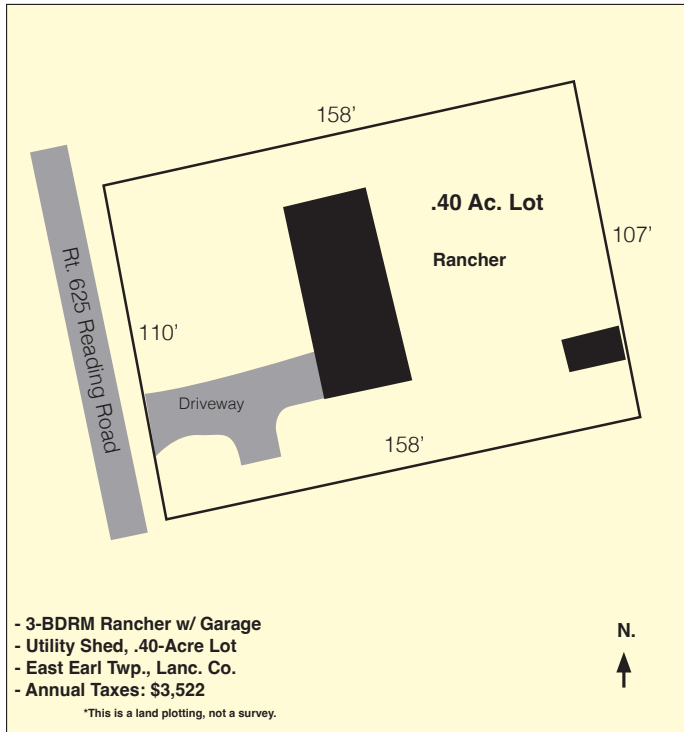 158'
.40 Ac. Lot
Rancher
107'
Rt. 625 Reading Road
110'
Driveway
158'
- 3-BDRM Rancher w/ Garage
- Utility Shed, .40-Acre Lot
- East Earl Twp., Lanc. Co.
- Annual Taxes: $3,522
*This is a land plotting, not a survey.
N.